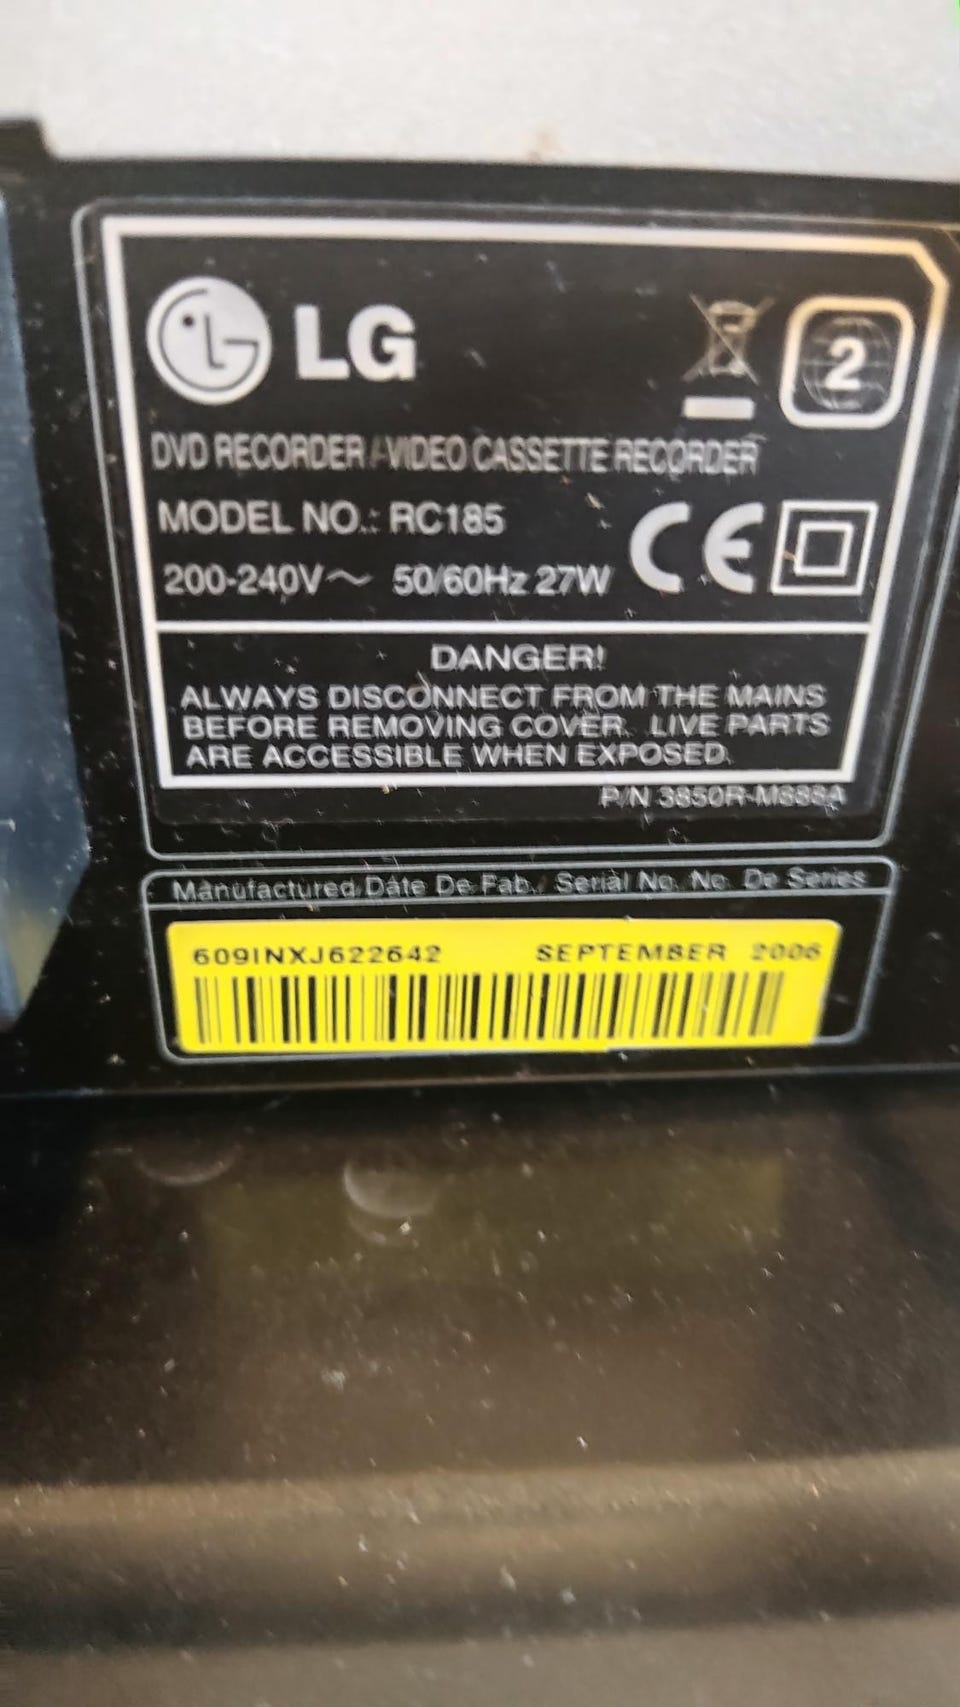 LG
2
DVD RECORDER / VIDEO CASSETTE RECORDER
MODEL NO.: RC185
200-240V～ 50/60Hz 27W
CE
DANGER!
ALWAYS DISCONNECT FROM THE MAINS
BEFORE REMOVING COVER. LIVE PARTS
ARE ACCESSIBLE WHEN EXPOSED.
P/N 3850R-M888A
Manufactured Date De Fab. Serial No. No. De Series
609INXJ622642 SEPTEMBER 2006